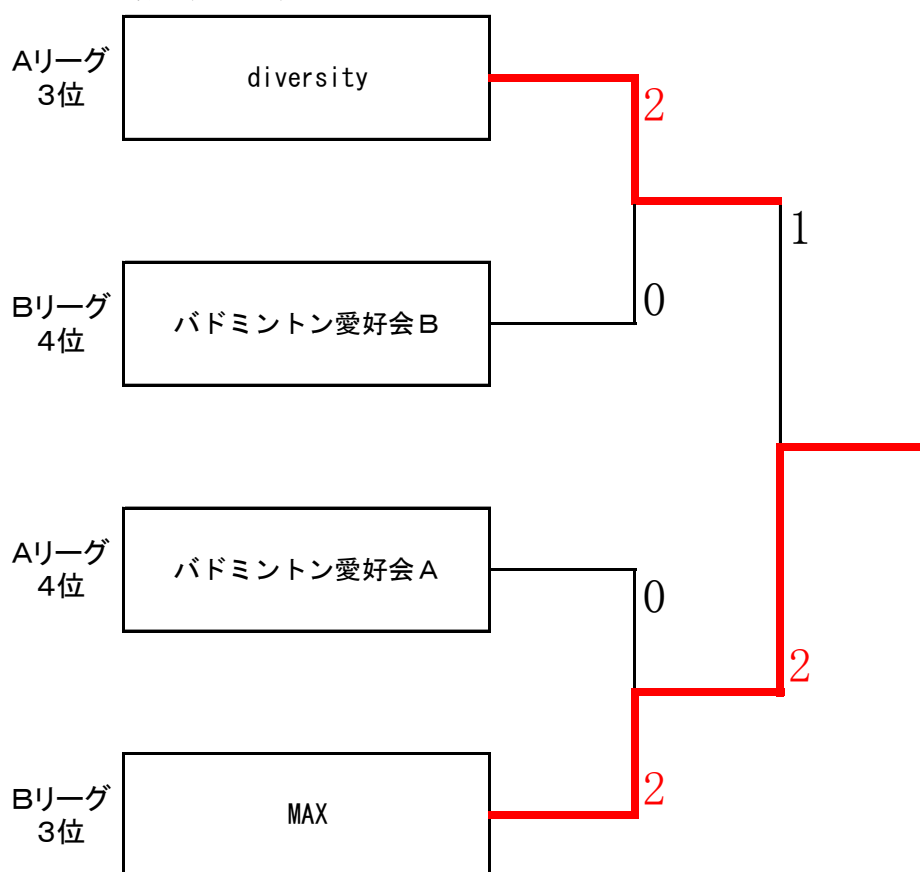 Aリーグ
3位
diversity
2
1
Bリーグ
4位
バドミントン愛好会B
0
Aリーグ
4位
バドミントン愛好会A
0
2
Bリーグ
3位
MAX
2